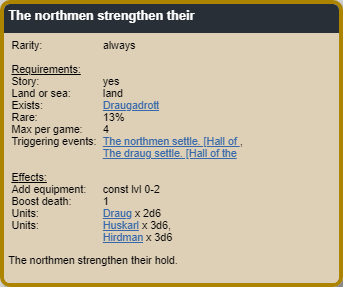 The northmen strengthen their
Rarity: always
Requirements:
Story: yes
Land or sea: land
Exists: Draugadrott
Rare: 13%
Max per game: 4
Triggering events: The northmen settle. [Hall of ,
The draug settle. [Hall of the
Effects:
Add equipment: const lvl 0-2
Boost death: 1
Units: Draug x 2d6
Units: Huskarl x 3d6,
Hirdman x 3d6
The northmen strengthen their hold.